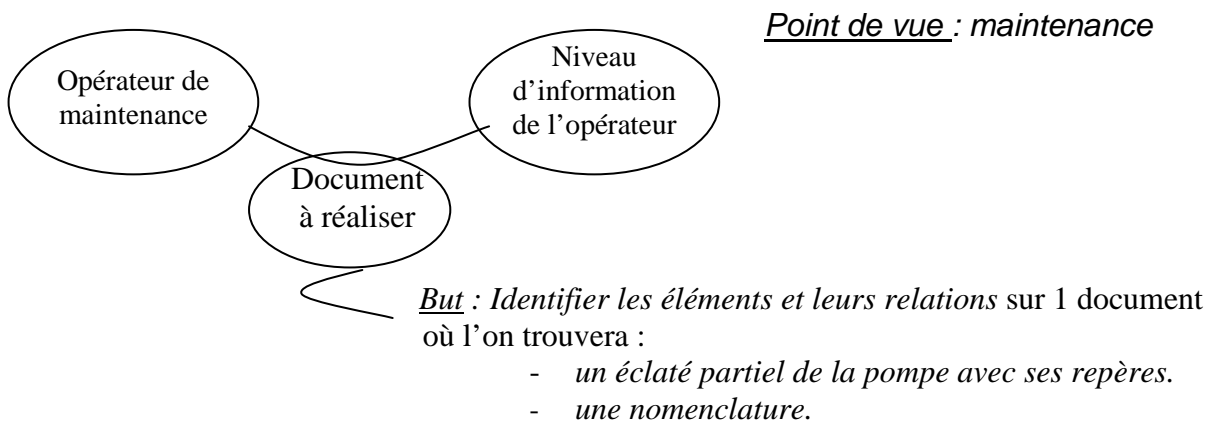 Point de vue : maintenance
Opérateur de
maintenance
Niveau
d’information
de l’opérateur
Document
à réaliser
But : Identifier les éléments et leurs relations sur 1 document
où l’on trouvera :
- un éclaté partiel de la pompe avec ses repères.
- une nomenclature.